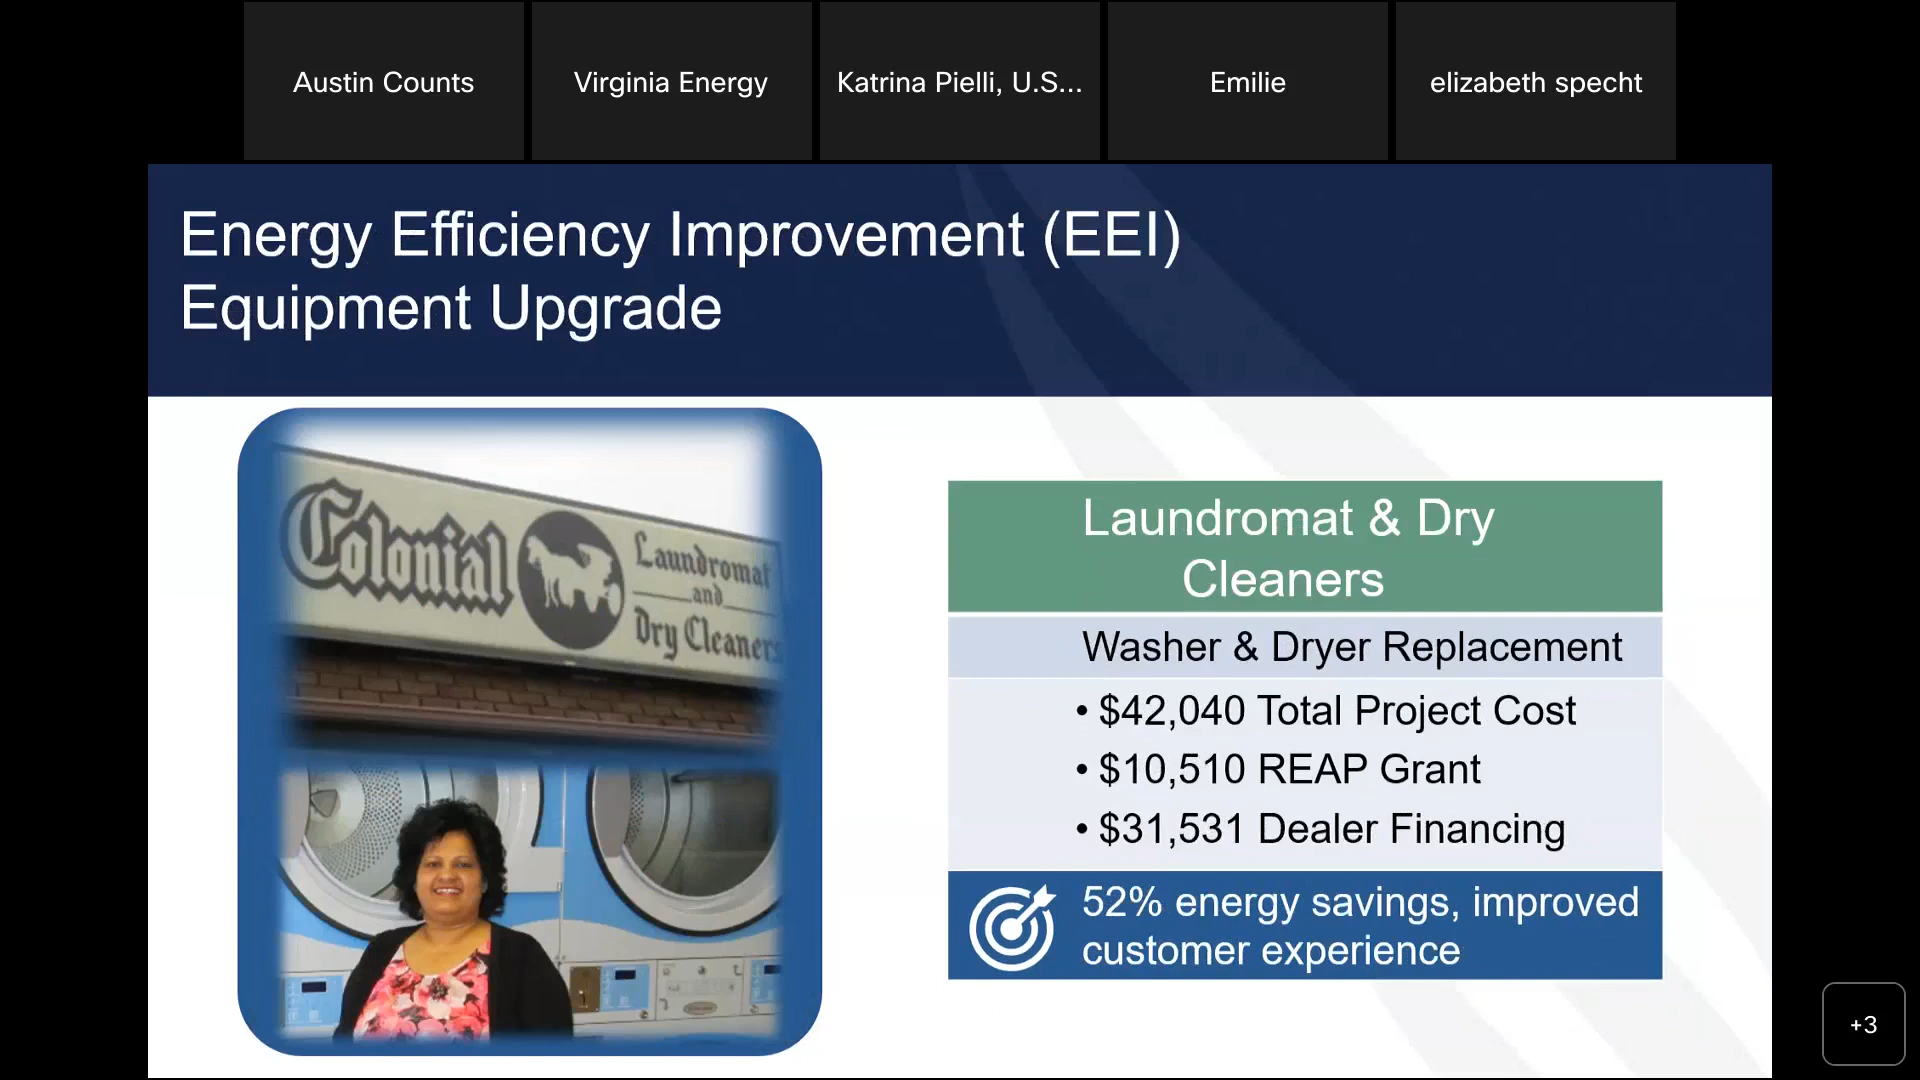 Austin Counts
Virginia Energy
Katrina Pielli, U.S...
Emilie
elizabeth specht
Energy Efficiency Improvement (EEI)
Equipment Upgrade
Colonial
Laundromat
and
Dry Cleaners
Laundromat & Dry
Cleaners
Washer & Dryer Replacement
• $42,040 Total Project Cost
• $10,510 REAP Grant
• $31,531 Dealer Financing
52% energy savings, improved
customer experience
+3